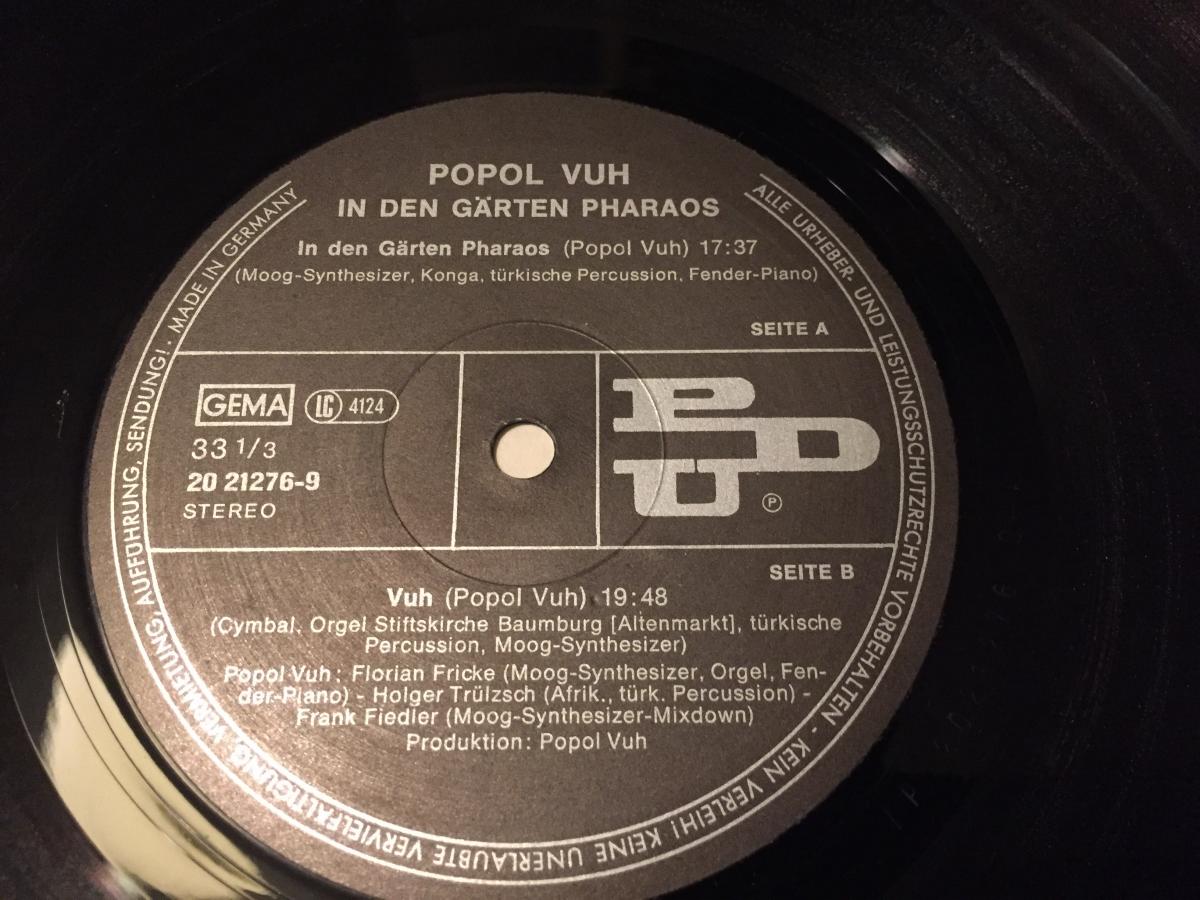 POPOL VUH
IN DEN GÄRTEN PHARAOS
In den Gärten Pharaos (Popol Vuh) 17:37
(Moog-Synthesizer, Konga, türkische Percussion, Fender-Piano)
SEITE A
GEMA LC 4124
33 1/3
20 21276-9
STEREO
PDU
Ⓟ
SEITE B
Vuh (Popol Vuh) 19:48
(Cymbal, Orgel Stiftskirche Baumburg [Altenmarkt], türkische
Percussion, Moog-Synthesizer)
Popol Vuh: Florian Fricke (Moog-Synthesizer, Orgel, Fen-
der-Piano) - Holger Trülzsch (Afrik., türk. Percussion) -
Frank Fiedler (Moog-Synthesizer-Mixdown)
Produktion: Popol Vuh
ALLE URHEBER- UND LEISTUNGSSCHUTZRECHTE VORBEHALTEN - KEIN VERLEIH! KEINE UNERLAUBTE VERVIELFÄLTIGUNG, VERMIETUNG, AUFFÜHRUNG, SENDUNG! · MADE IN GERMANY